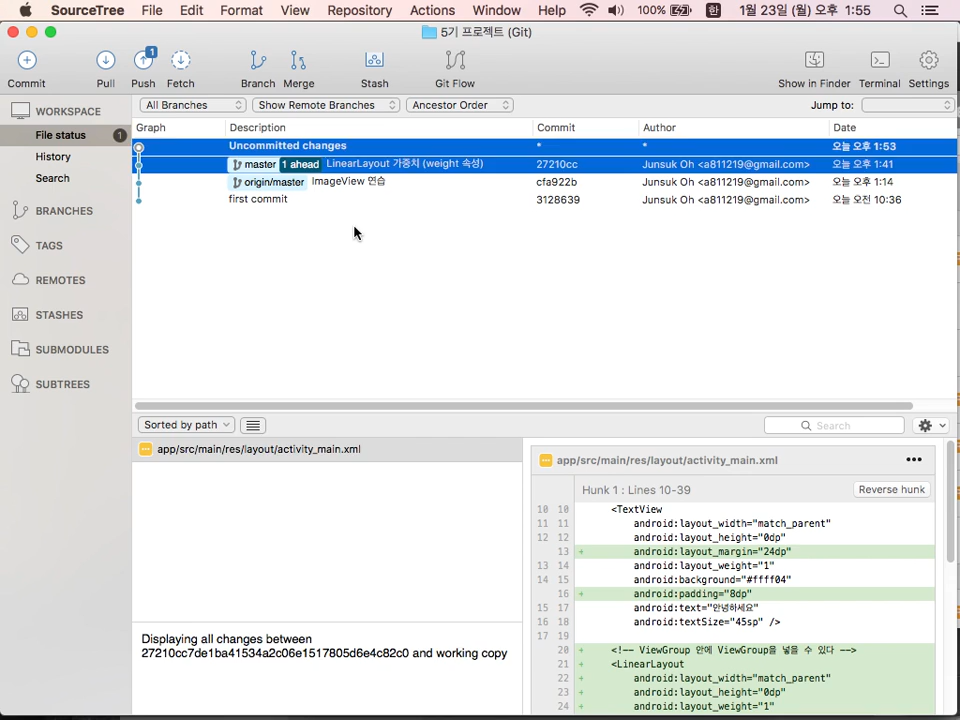 SourceTree File Edit Format View Repository Actions Window Help 100% 한 1월 23일 (월) 오후 1:55
5기 프로젝트 (Git)
1
Commit Pull Push Fetch Branch Merge Stash Git Flow Show in Finder Terminal Settings
WORKSPACE
File status 1
History
Search
BRANCHES
TAGS
REMOTES
STASHES
SUBMODULES
SUBTREES
All Branches Show Remote Branches Ancestor Order Jump to:
Graph Description Commit Author Date
Uncommitted changes * * 오늘 오후 1:53
master 1 ahead LinearLayout 가중치 (weight 속성) 27210cc Junsuk Oh <a811219@gmail.com> 오늘 오후 1:41
origin/master ImageView 연습 cfa922b Junsuk Oh <a811219@gmail.com> 오늘 오후 1:14
first commit 3128639 Junsuk Oh <a811219@gmail.com> 오늘 오전 10:36
Sorted by path Search
app/src/main/res/layout/activity_main.xml
Displaying all changes between
27210cc7de1ba41534a2c06e1517805d6e4c82c0 and working copy
app/src/main/res/layout/activity_main.xml
Hunk 1 : Lines 10-39 Reverse hunk
10 10 <TextView
11 11 android:layout_width="match_parent"
12 12 android:layout_height="0dp"
13 + android:layout_margin="24dp"
13 14 android:layout_weight="1"
14 15 android:background="#ffff04"
16 + android:padding="8dp"
15 17 android:text="안녕하세요"
16 18 android:textSize="45sp" />
17 19
20 + <!-- ViewGroup 안에 ViewGroup을 넣을 수 있다 -->
21 + <LinearLayout
22 + android:layout_width="match_parent"
23 + android:layout_height="0dp"
24 + android:layout_weight="1"